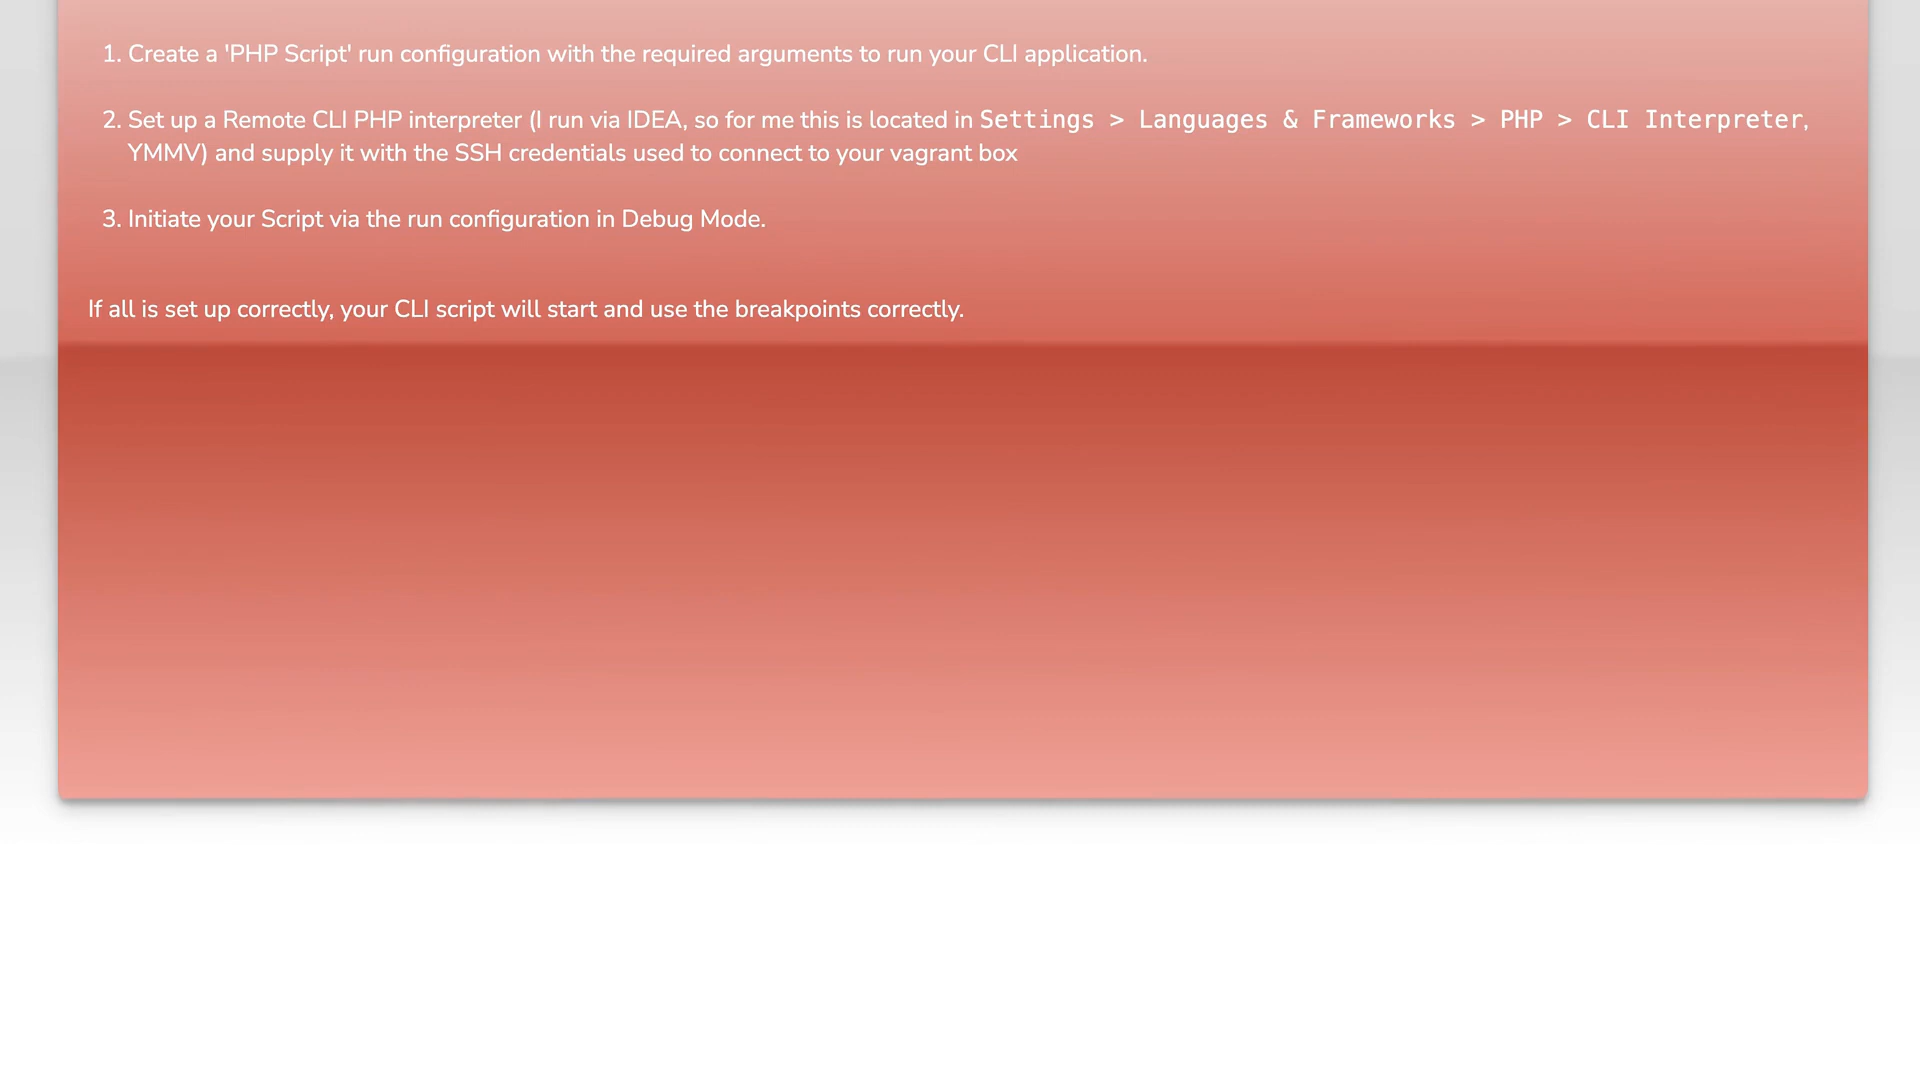 1. Create a 'PHP Script' run configuration with the required arguments to run your CLI application.
2. Set up a Remote CLI PHP interpreter (I run via IDEA, so for me this is located in Settings > Languages & Frameworks > PHP > CLI Interpreter,
YMMV) and supply it with the SSH credentials used to connect to your vagrant box
3. Initiate your Script via the run configuration in Debug Mode.
If all is set up correctly, your CLI script will start and use the breakpoints correctly.